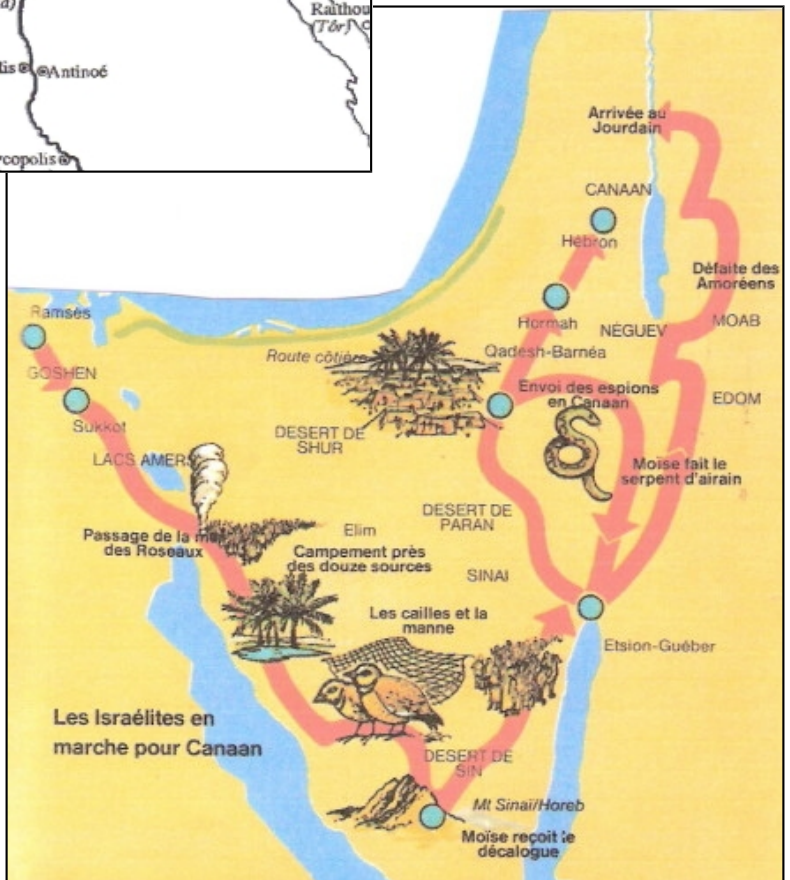 Raïthou
(Tôr)
Antinoé
Arrivée au
Jourdain
CANAAN
Hébron
Défaite des
Amoréens
Ramsès
Hormah
NÉGUEV
MOAB
Route côtière
Qadesh-Barnéa
GOSHEN
Envoi des espions
en Canaan
EDOM
Sukkot
DESERT DE
SHUR
LACS AMERS
Moïse fait le
serpent d'airain
DESERT DE
PARAN
Passage de la mer
des Roseaux
Elim
Campement près
des douze sources
SINAI
Les cailles et la
manne
Etsion-Guéber
Les Israélites en
marche pour Canaan
DESERT DE
SIN
Mt Sinaï/Horeb
Moïse reçoit le
décalogue